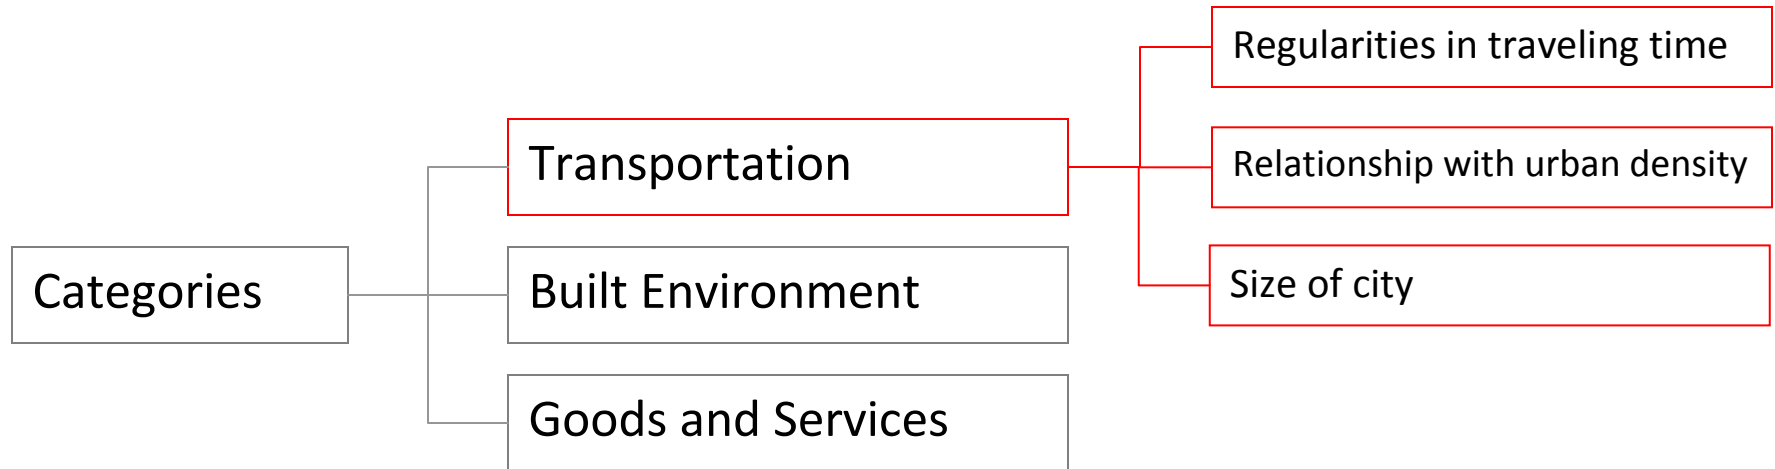 Categories
Transportation
Built Environment
Goods and Services
Regularities in traveling time
Relationship with urban density
Size of city